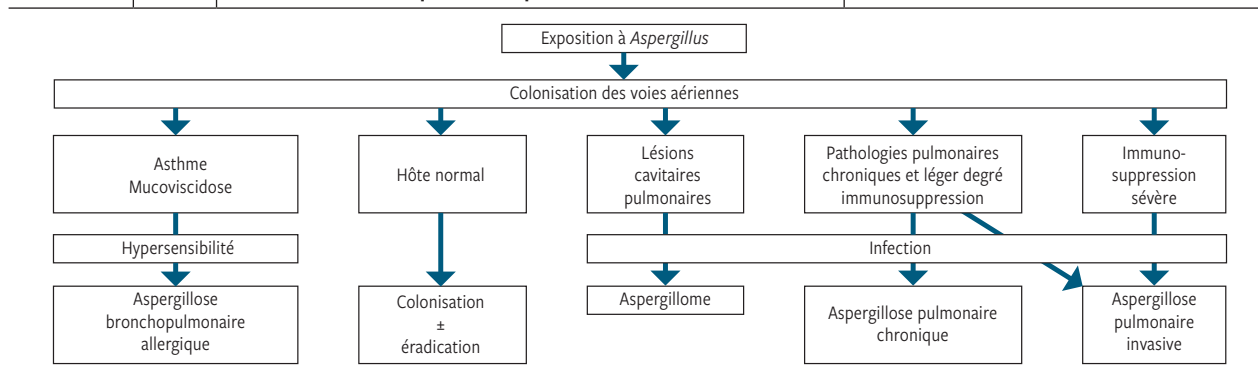 Exposition à Aspergillus
Colonisation des voies aériennes
Asthme
Mucoviscidose
Hôte normal
Lésions
cavitaires
pulmonaires
Pathologies pulmonaires
chroniques et léger degré
immunosuppression
Immuno-
suppression
sévère
Hypersensibilité
Infection
Aspergillose
bronchopulmonaire
allergique
Colonisation
±
éradication
Aspergillome
Aspergillose pulmonaire
chronique
Aspergillose
pulmonaire
invasive